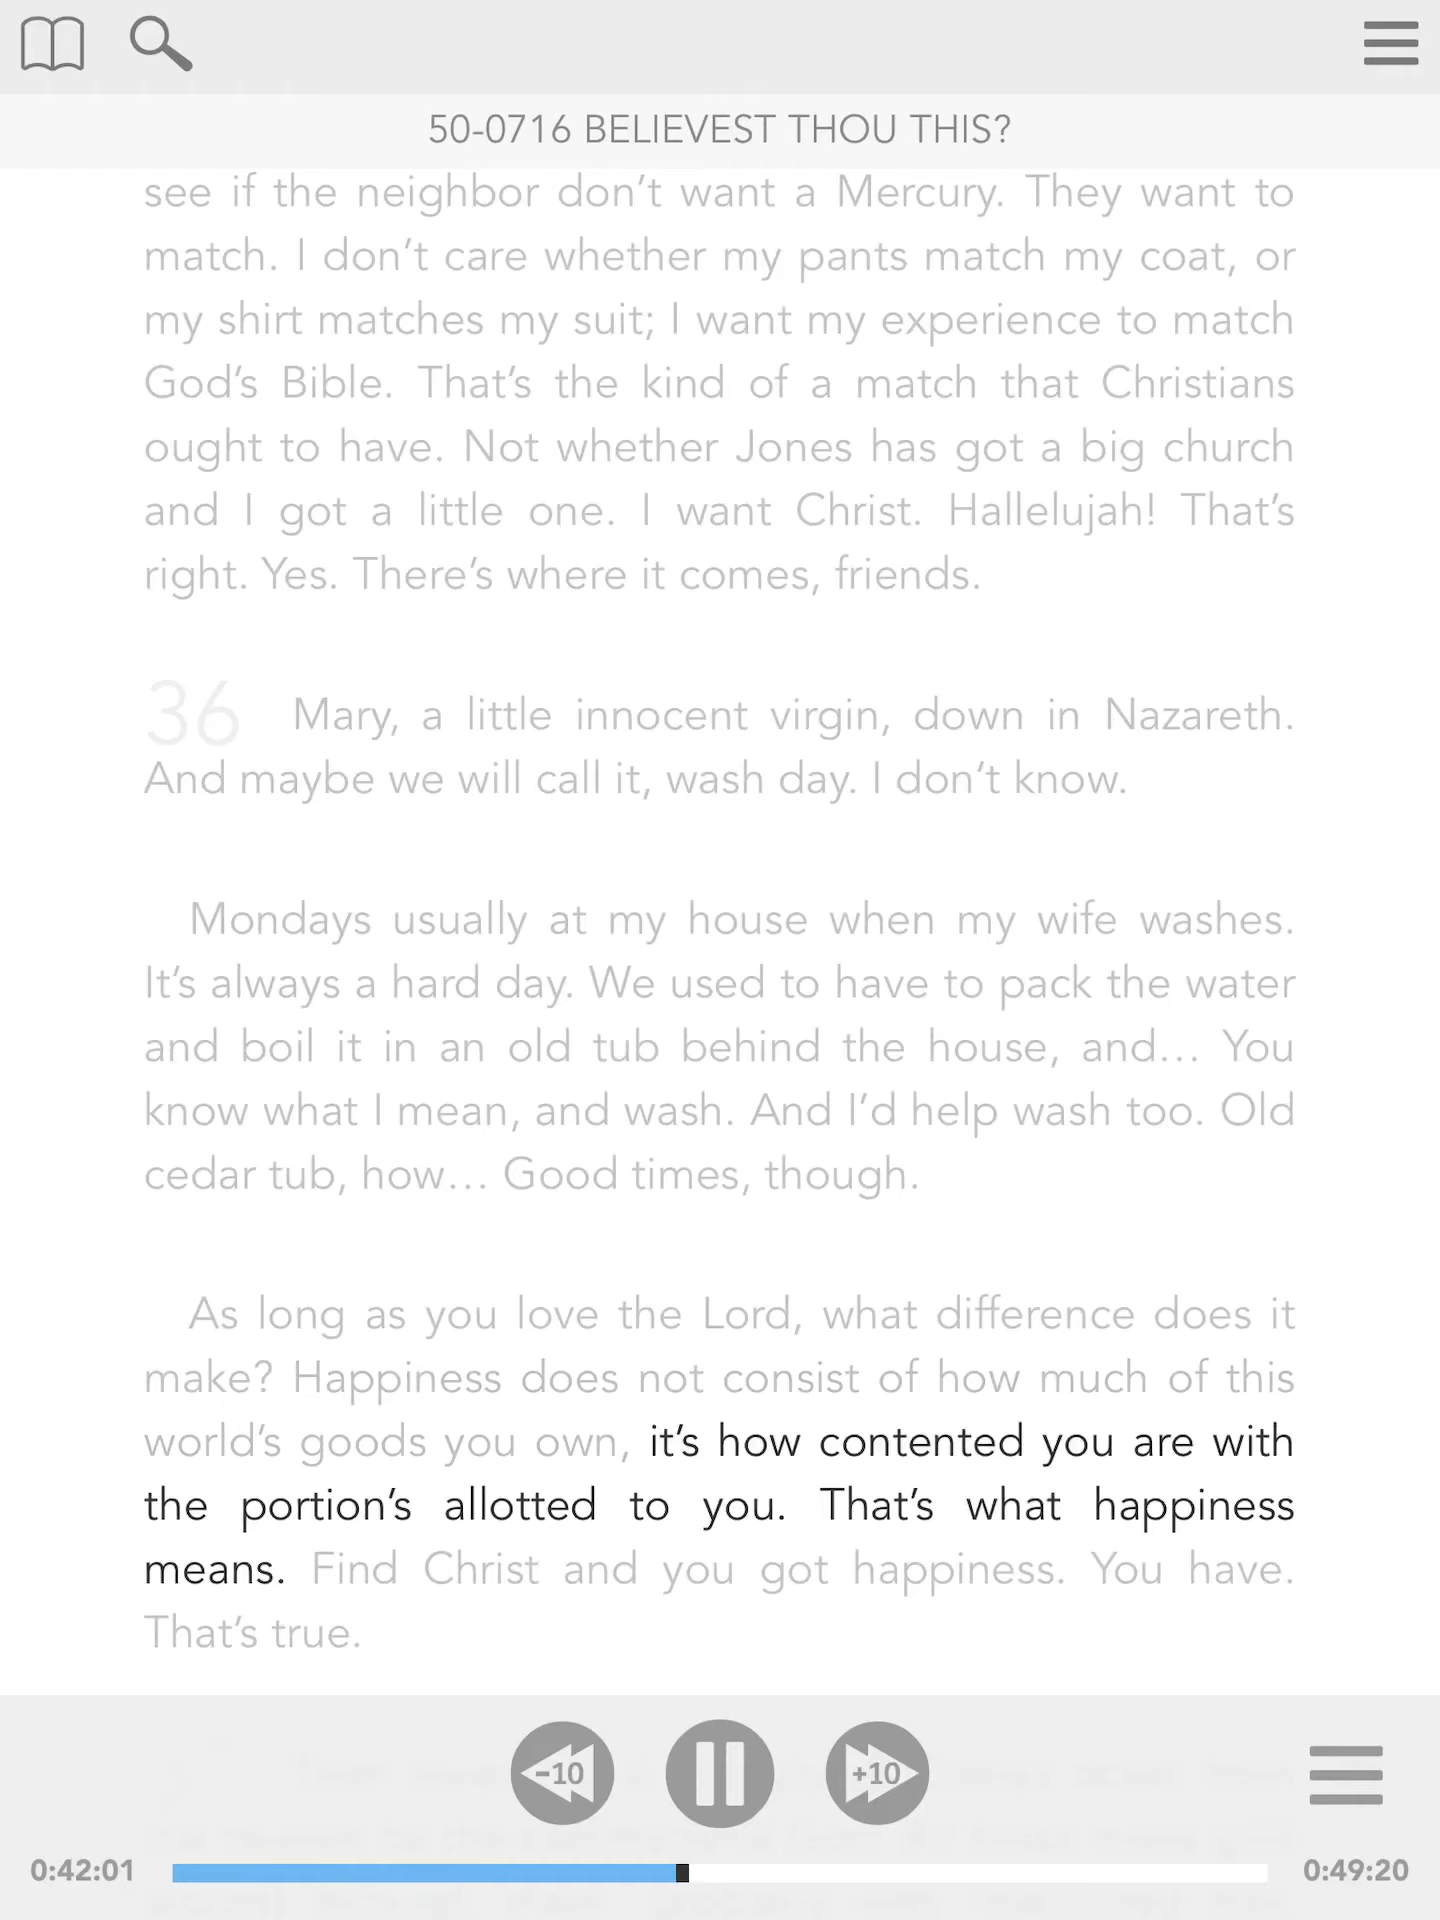 50-0716 BELIEVEST THOU THIS?
see if the neighbor don’t want a Mercury. They want to
match. I don’t care whether my pants match my coat, or
my shirt matches my suit; I want my experience to match
God’s Bible. That’s the kind of a match that Christians
ought to have. Not whether Jones has got a big church
and I got a little one. I want Christ. Hallelujah! That’s
right. Yes. There’s where it comes, friends.
36 Mary, a little innocent virgin, down in Nazareth.
And maybe we will call it, wash day. I don’t know.
Mondays usually at my house when my wife washes.
It’s always a hard day. We used to have to pack the water
and boil it in an old tub behind the house, and… You
know what I mean, and wash. And I’d help wash too. Old
cedar tub, how… Good times, though.
As long as you love the Lord, what difference does it
make? Happiness does not consist of how much of this
world’s goods you own, it’s how contented you are with
the portion’s allotted to you. That’s what happiness
means. Find Christ and you got happiness. You have.
That’s true.
-10 +10
0:42:01 0:49:20